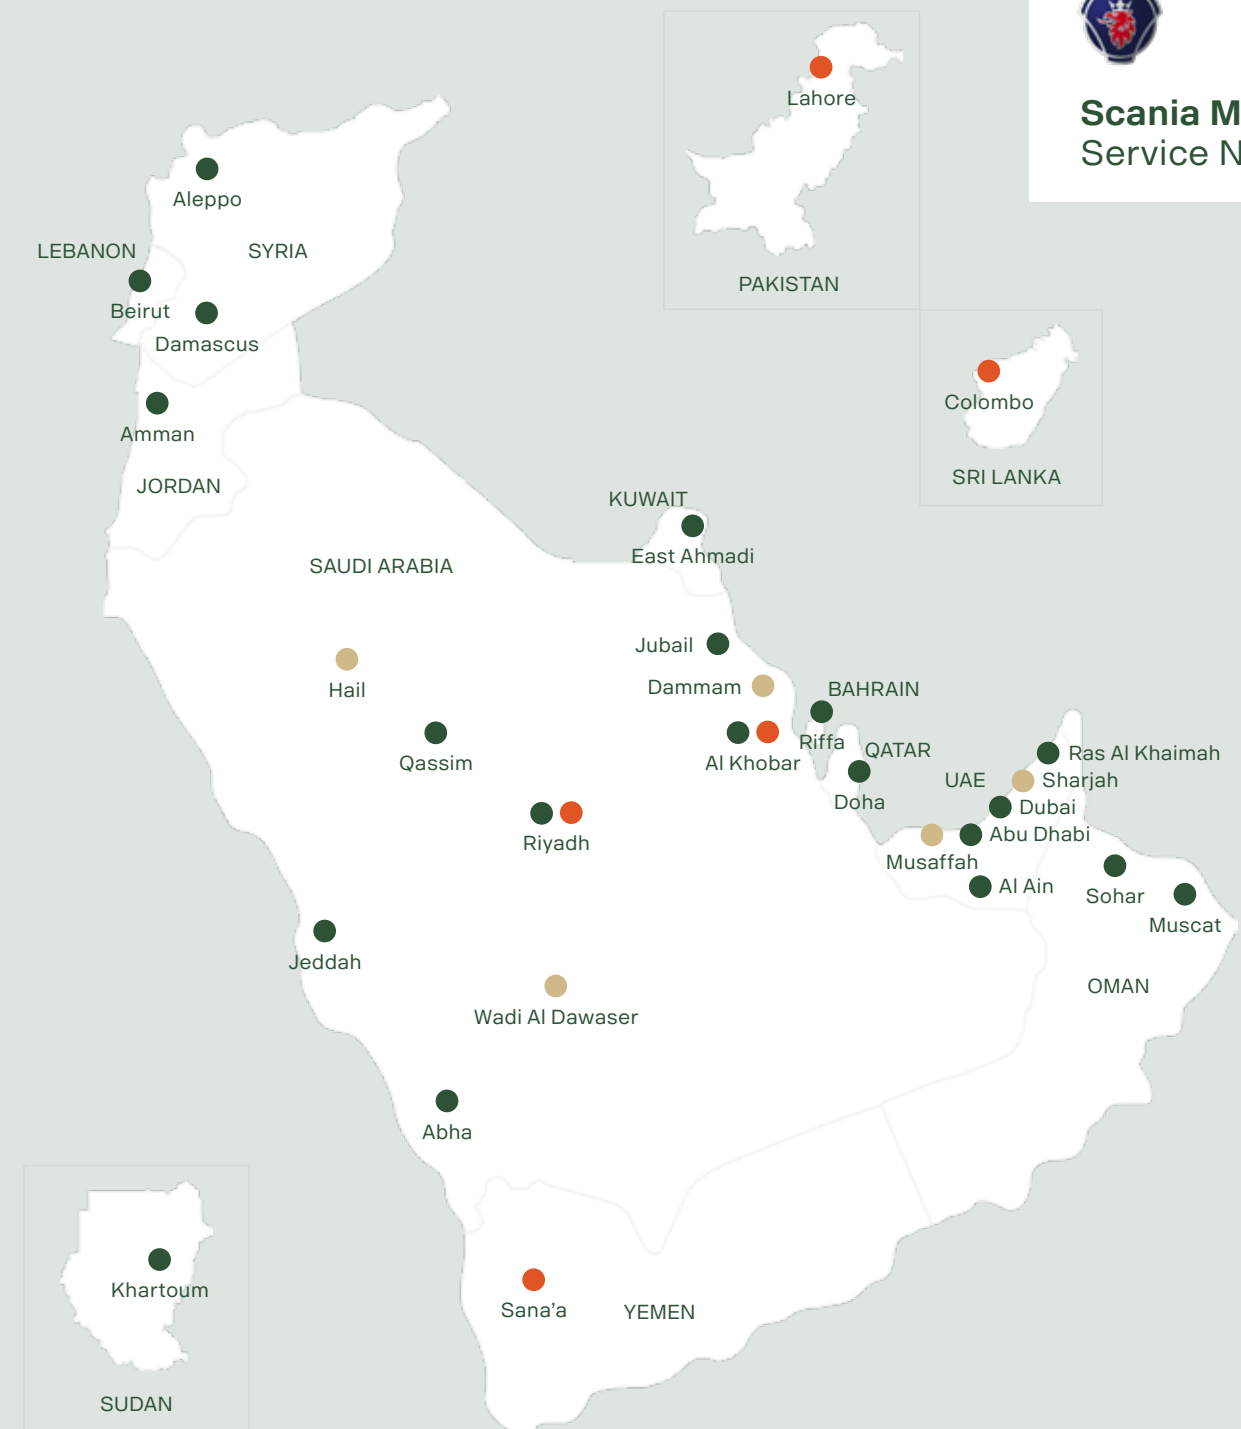 Scania M
Service N
Lahore
PAKISTAN
Aleppo
LEBANON
SYRIA
Beirut
Damascus
Colombo
SRI LANKA
Amman
JORDAN
KUWAIT
East Ahmadi
SAUDI ARABIA
Jubail
Dammam
BAHRAIN
Hail
Qassim
Al Khobar
Riffa
QATAR
Doha
UAE
Ras Al Khaimah
Sharjah
Dubai
Abu Dhabi
Musaffah
Al Ain
Riyadh
Sohar
Muscat
Jeddah
OMAN
Wadi Al Dawaser
Abha
Khartoum
SUDAN
Sana’a
YEMEN